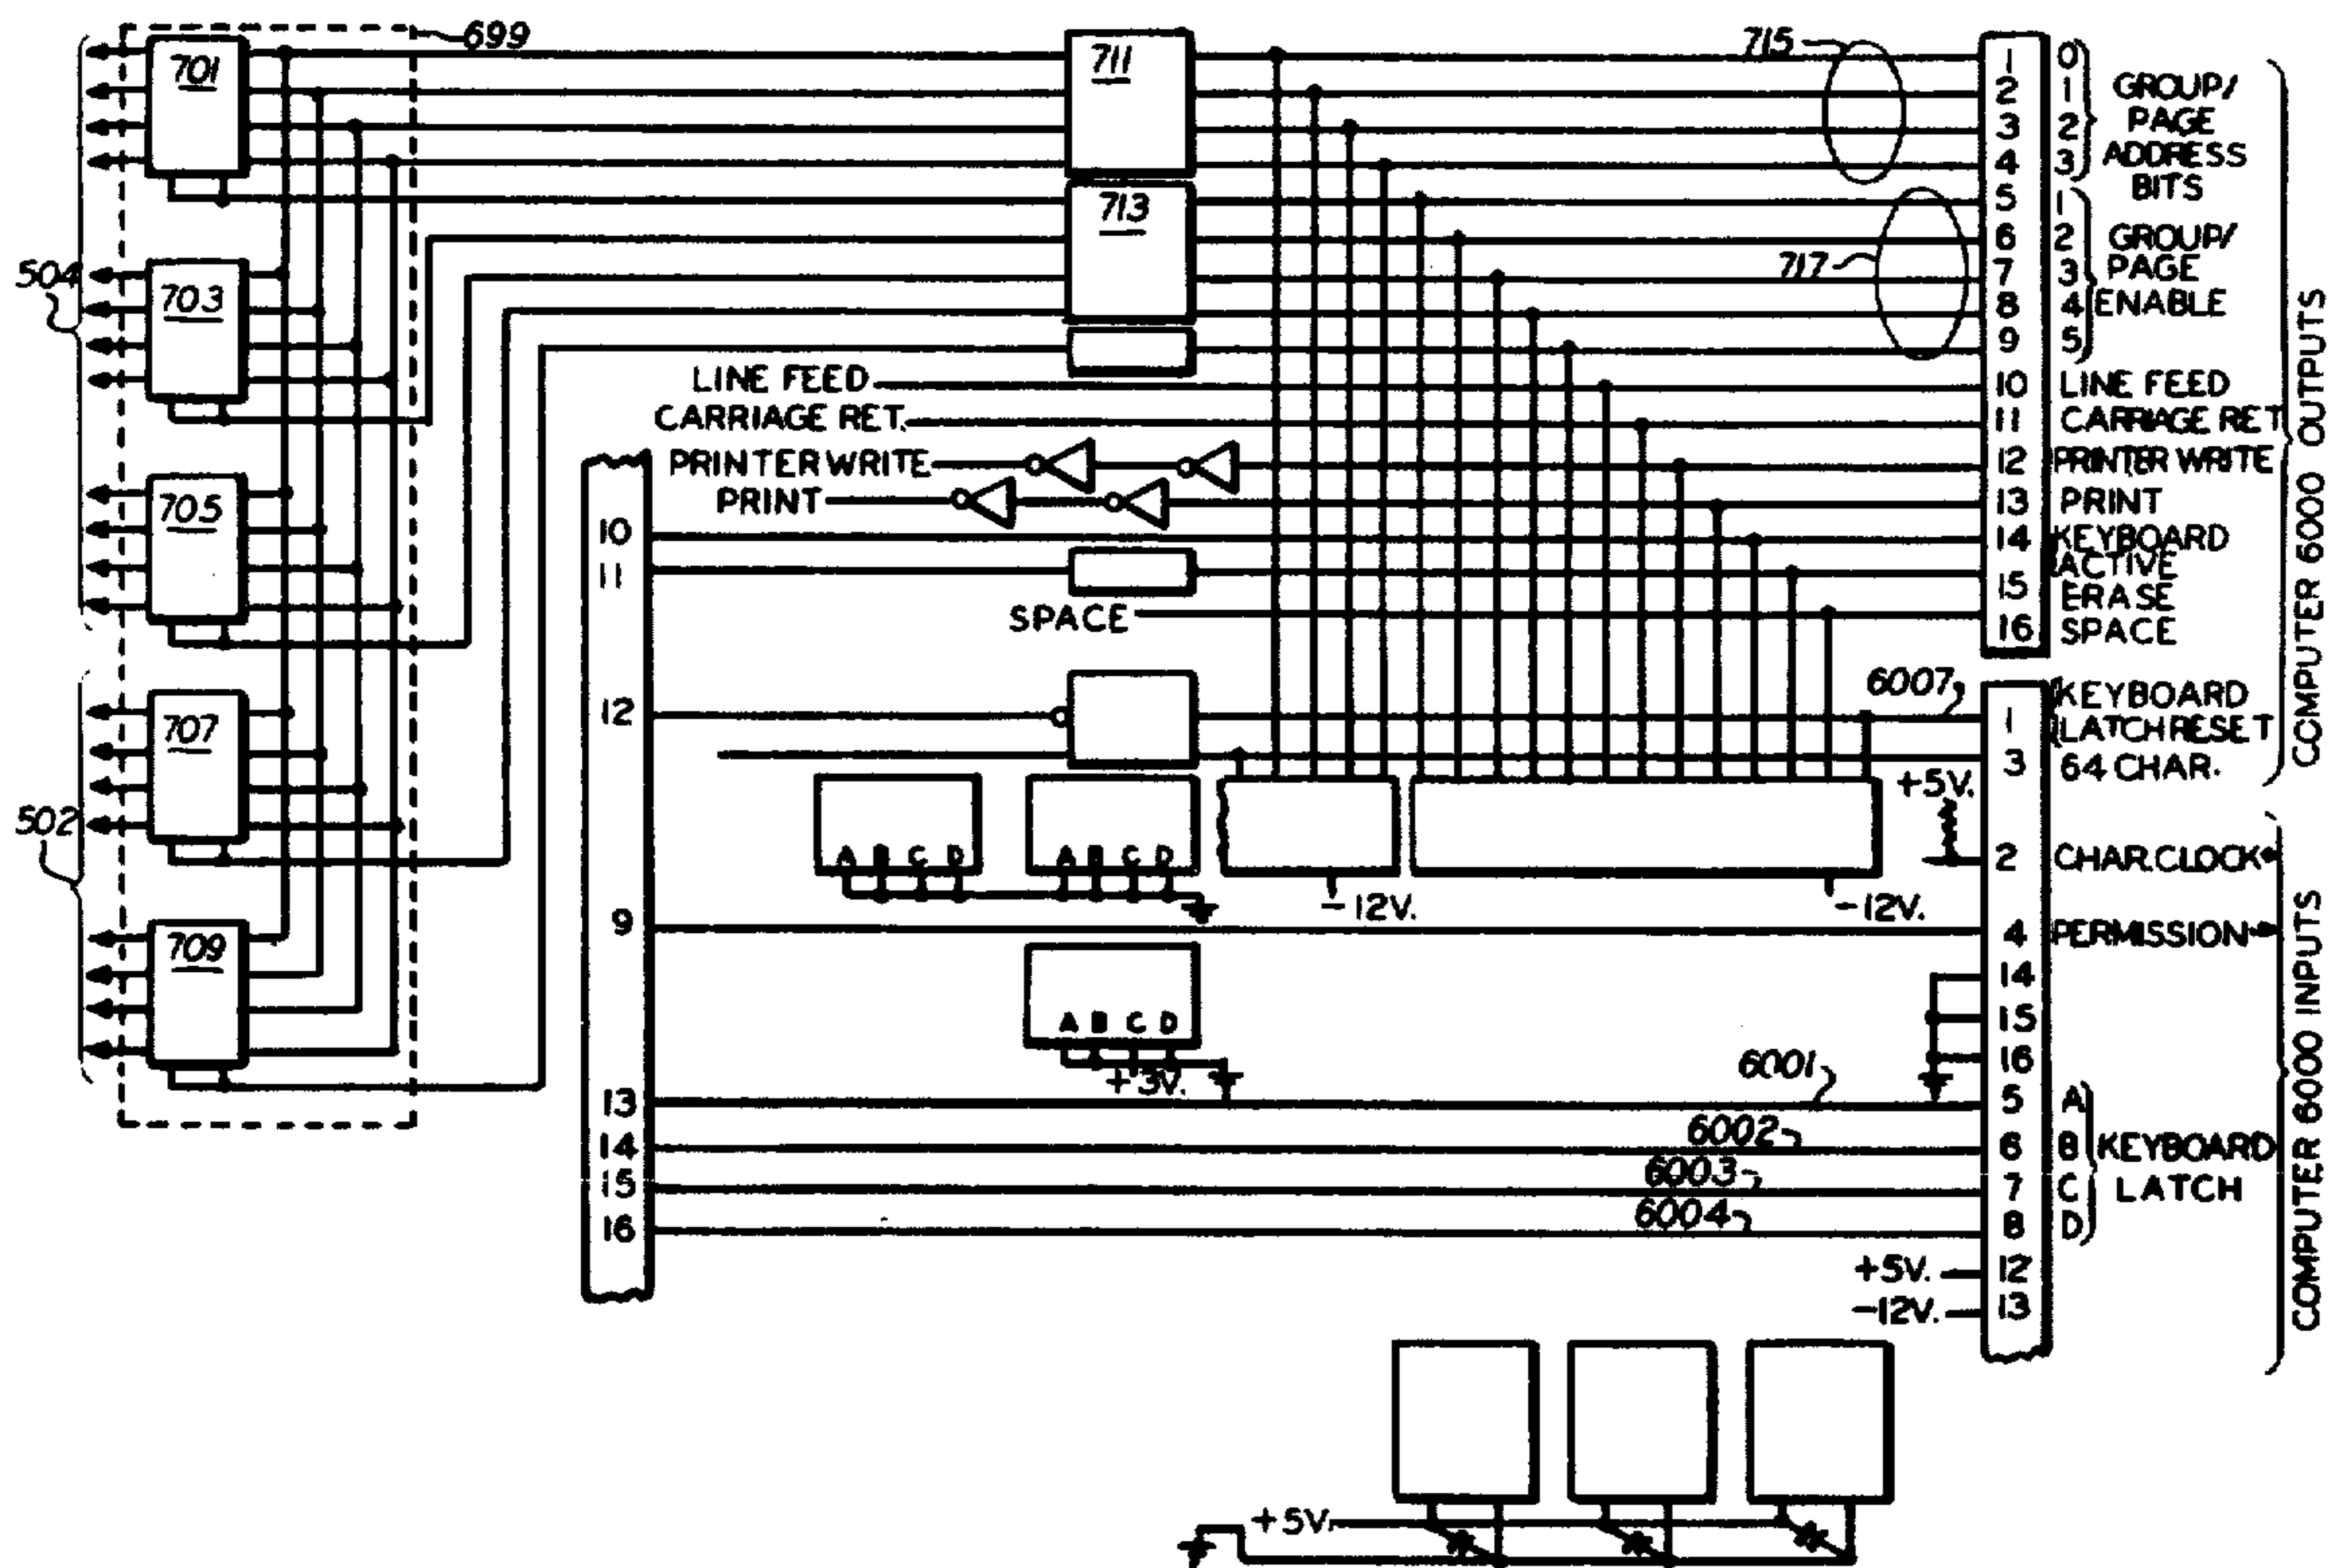 699
701
711
715
1 0
2 1 GROUP/
3 2 PAGE
4 3 ADDRESS
BITS
5 1
713
6 2 GROUP/
504
703
717
7 3 PAGE
8 4 ENABLE
9 5
LINE FEED
10 LINE FEED
CARRIAGE RET.
11 CARRIAGE RET
PRINTER WRITE
12 PRINTER WRITE
PRINT
13 PRINT
705
10
14 KEYBOARD
ACTIVE
11
15 ERASE
SPACE
16 SPACE
COMPUTER 6000 OUTPUTS
6007
KEYBOARD
12
1 LATCH RESET
707
3 64 CHAR.
+5V.
502
A B C D
A B C D
2 CHAR. CLOCK
-12V.
-12V.
9
4 PERMISSION
709
14
A B C D
15
16
+3V.
6001
13
5 A
6002
14
6 B KEYBOARD
6003
15
7 C LATCH
6004
16
8 D
+5V. 12
-12V. 13
COMPUTER 6000 INPUTS
+5V.